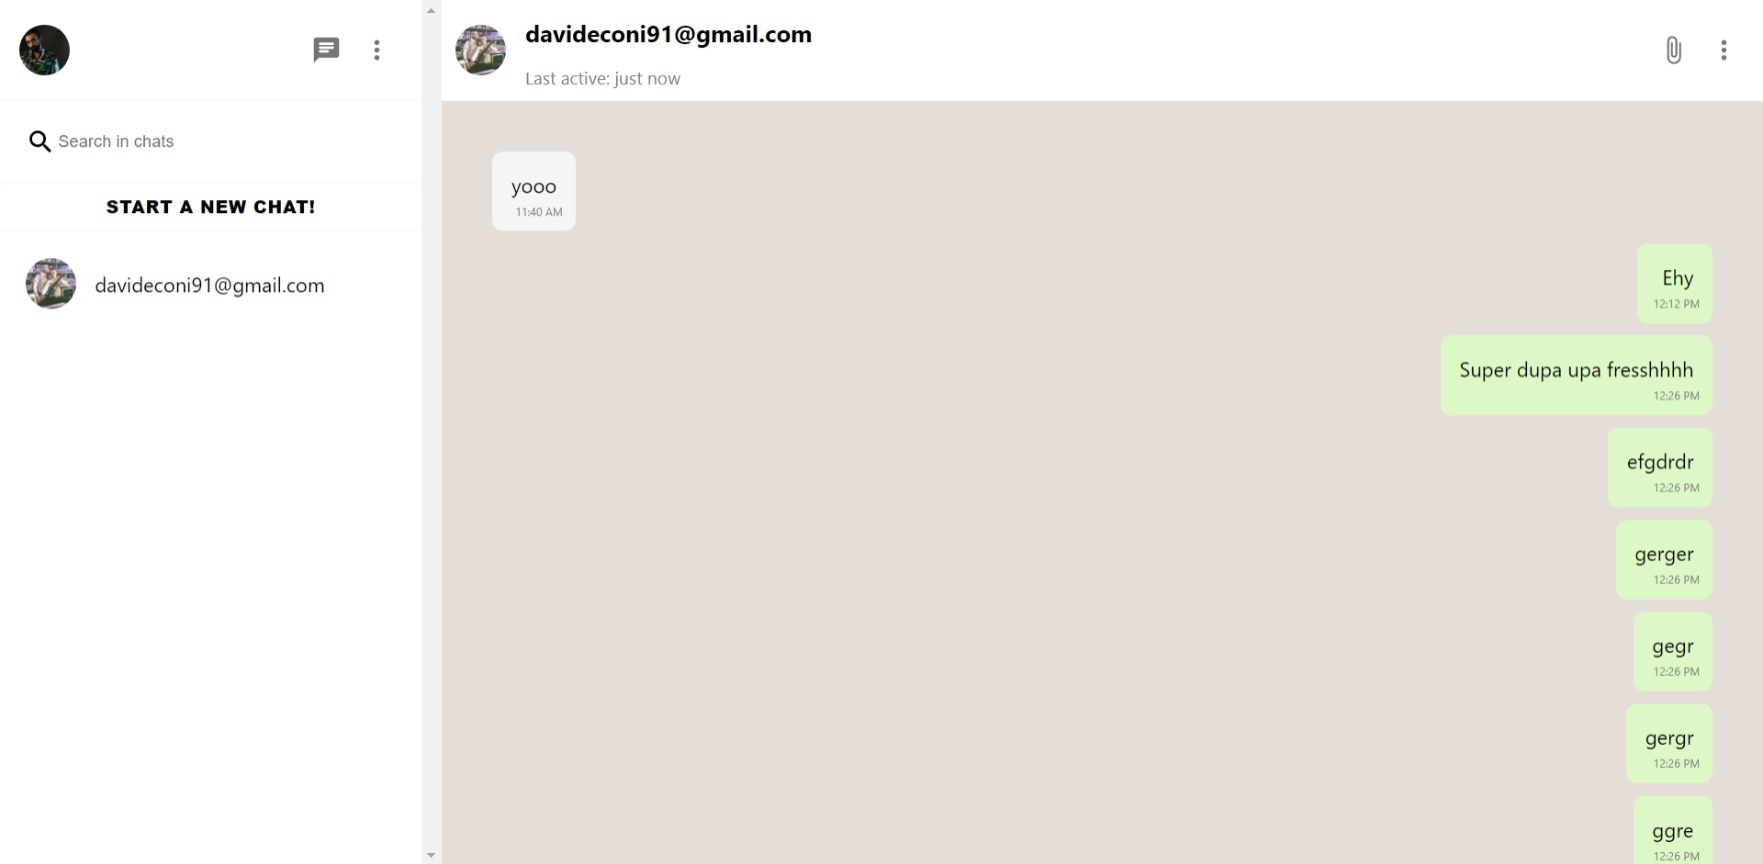 davideconi91@gmail.com
Last active: just now
Search in chats
START A NEW CHAT!
davideconi91@gmail.com
yooo
11:40 AM
Ehy
12:12 PM
Super dupa upa fresshhhh
12:26 PM
efgdrdr
12:26 PM
gerger
12:26 PM
gegr
12:26 PM
gergr
12:26 PM
ggre
12:26 PM